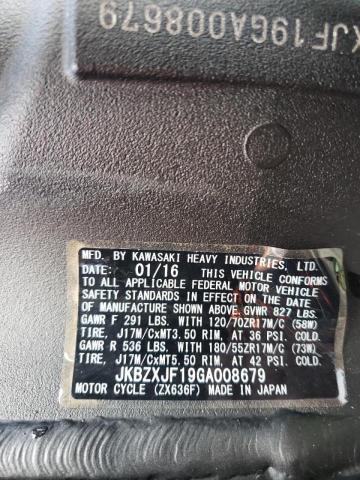 XJF19GA008679
MFD. BY KAWASAKI HEAVY INDUSTRIES, LTD.
DATE: 01/16 THIS VEHICLE CONFORMS
TO ALL APPLICABLE FEDERAL MOTOR VEHICLE
SAFETY STANDARDS IN EFFECT ON THE DATE OF
MANUFACTURE SHOWN ABOVE. GVWR 827 LBS.
GAWR F 291 LBS. WITH 120/70ZR17M/C (58W)
TIRE, J17M/CxMT3.50 RIM, AT 36 PSI COLD.
GAWR R 536 LBS. WITH 180/55ZR17M/C (73W)
TIRE, J17M/CxMT5.50 RIM, AT 42 PSI COLD.
JKBZXJF19GA008679
MOTOR CYCLE (ZX636F) MADE IN JAPAN